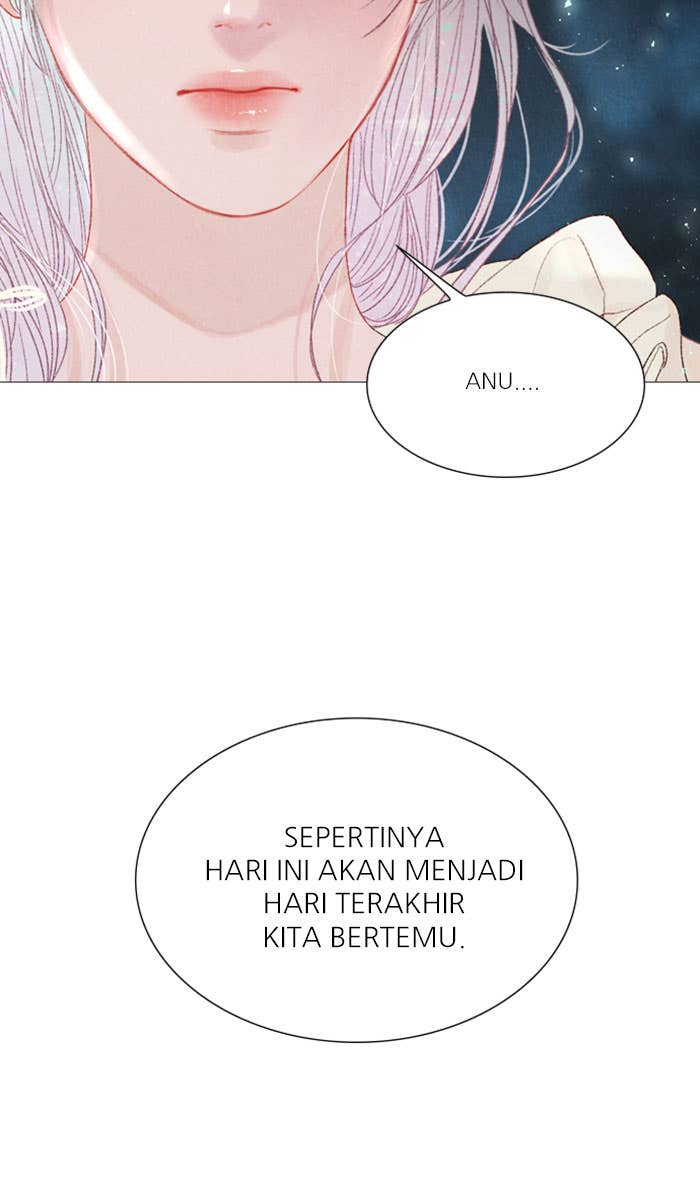 ANU....
SEPERTINYA
HARI INI AKAN MENJADI
HARI TERAKHIR
KITA BERTEMU.